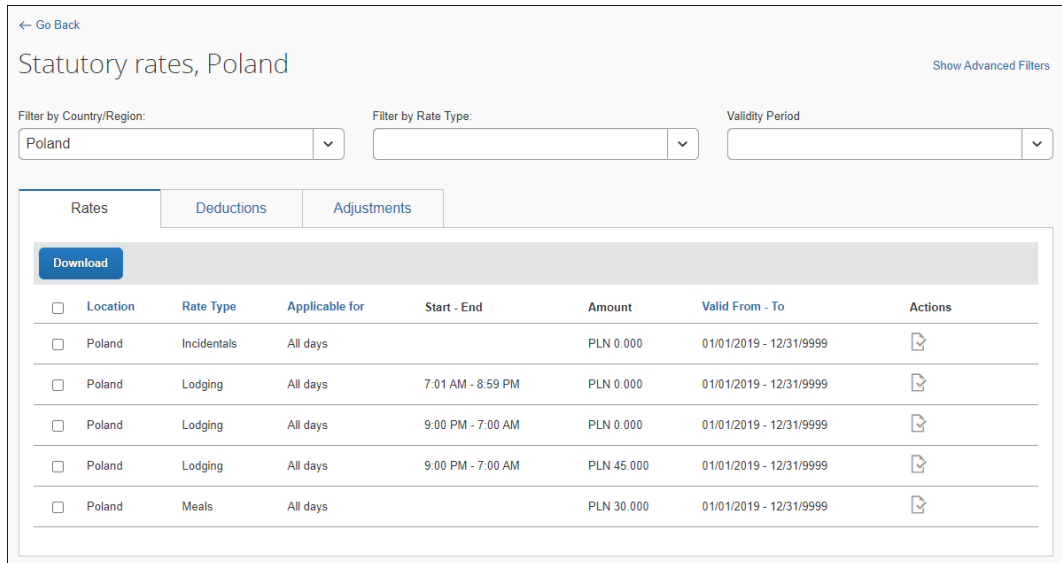 ← Go Back
Statutory rates, Poland
Show Advanced Filters
Filter by Country/Region: Filter by Rate Type: Validity Period
Poland
Rates Deductions Adjustments
Download
Location Rate Type Applicable for Start - End Amount Valid From - To Actions
Poland Incidentals All days PLN 0.000 01/01/2019 - 12/31/9999
Poland Lodging All days 7:01 AM - 8:59 PM PLN 0.000 01/01/2019 - 12/31/9999
Poland Lodging All days 9:00 PM - 7:00 AM PLN 0.000 01/01/2019 - 12/31/9999
Poland Lodging All days 9:00 PM - 7:00 AM PLN 45.000 01/01/2019 - 12/31/9999
Poland Meals All days PLN 30.000 01/01/2019 - 12/31/9999